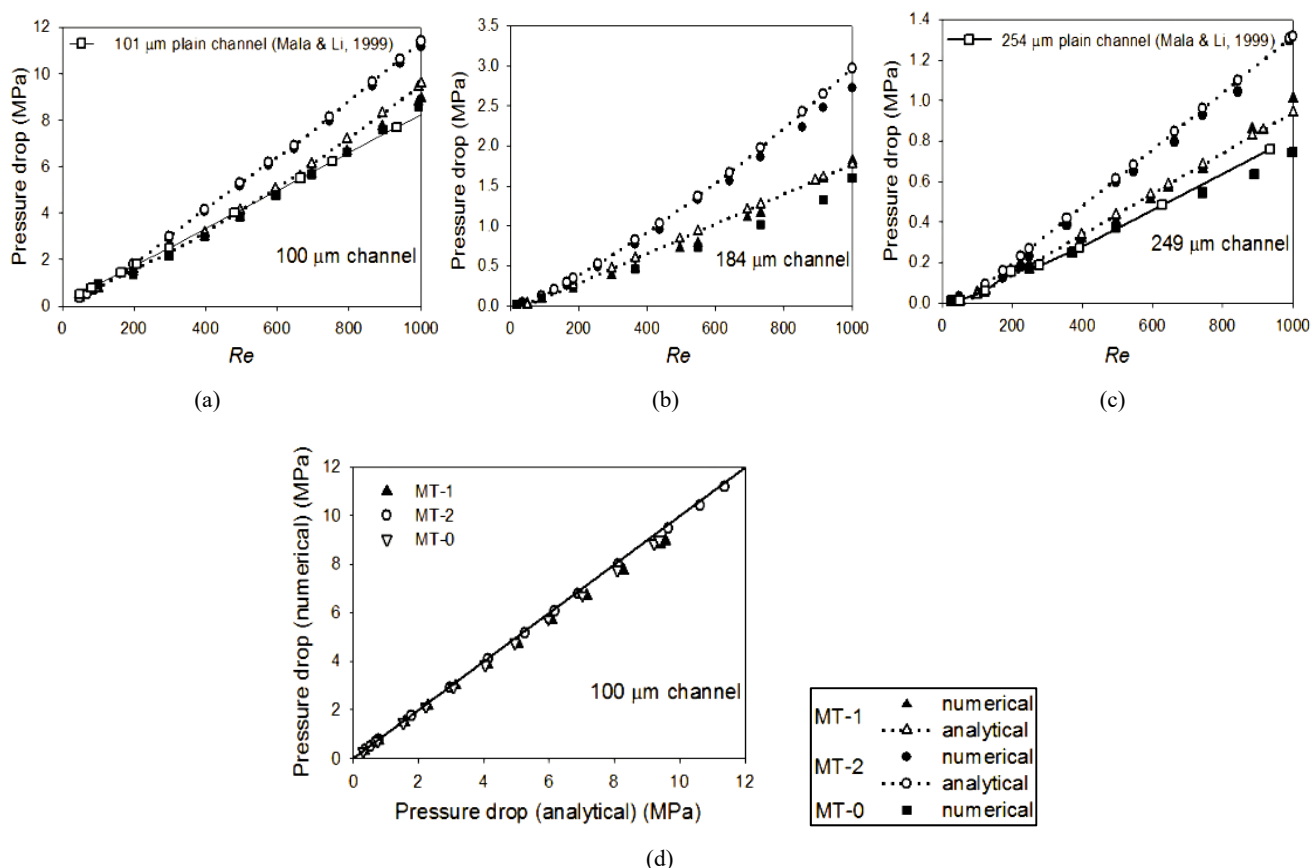 101 μm plain channel (Mala & Li, 1999)
Pressure drop (MPa)
12
10
8
6
4
2
0
0 200 400 600 800 1000
100 μm channel
Re
(a)
Pressure drop (MPa)
3.5
3.0
2.5
2.0
1.5
1.0
0.5
0.0
0 200 400 600 800 1000
184 μm channel
Re
(b)
254 μm plain channel (Mala & Li, 1999)
Pressure drop (MPa)
1.4
1.2
1.0
0.8
0.6
0.4
0.2
0.0
0 200 400 600 800 1000
249 μm channel
Re
(c)
Pressure drop (numerical) (MPa)
12
10
8
6
4
2
0
MT-1
MT-2
MT-0
100 μm channel
0 2 4 6 8 10 12
Pressure drop (analytical) (MPa)
(d)
MT-1 numerical
analytical
MT-2 numerical
analytical
MT-0 numerical